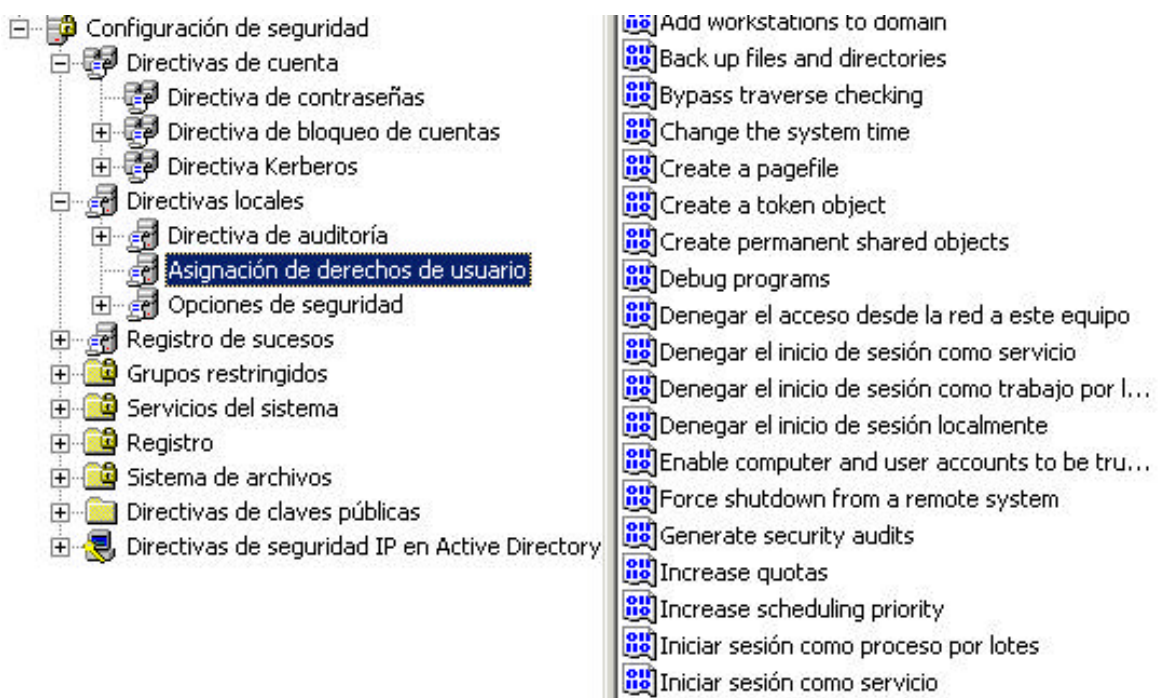 Configuración de seguridad
Directivas de cuenta
Directiva de contraseñas
Directiva de bloqueo de cuentas
Directiva Kerberos
Directivas locales
Directiva de auditoría
Asignación de derechos de usuario
Opciones de seguridad
Registro de sucesos
Grupos restringidos
Servicios del sistema
Registro
Sistema de archivos
Directivas de claves públicas
Directivas de seguridad IP en Active Directory
Add workstations to domain
Back up files and directories
Bypass traverse checking
Change the system time
Create a pagefile
Create a token object
Create permanent shared objects
Debug programs
Denegar el acceso desde la red a este equipo
Denegar el inicio de sesión como servicio
Denegar el inicio de sesión como trabajo por l...
Denegar el inicio de sesión localmente
Enable computer and user accounts to be tru...
Force shutdown from a remote system
Generate security audits
Increase quotas
Increase scheduling priority
Iniciar sesión como proceso por lotes
Iniciar sesión como servicio